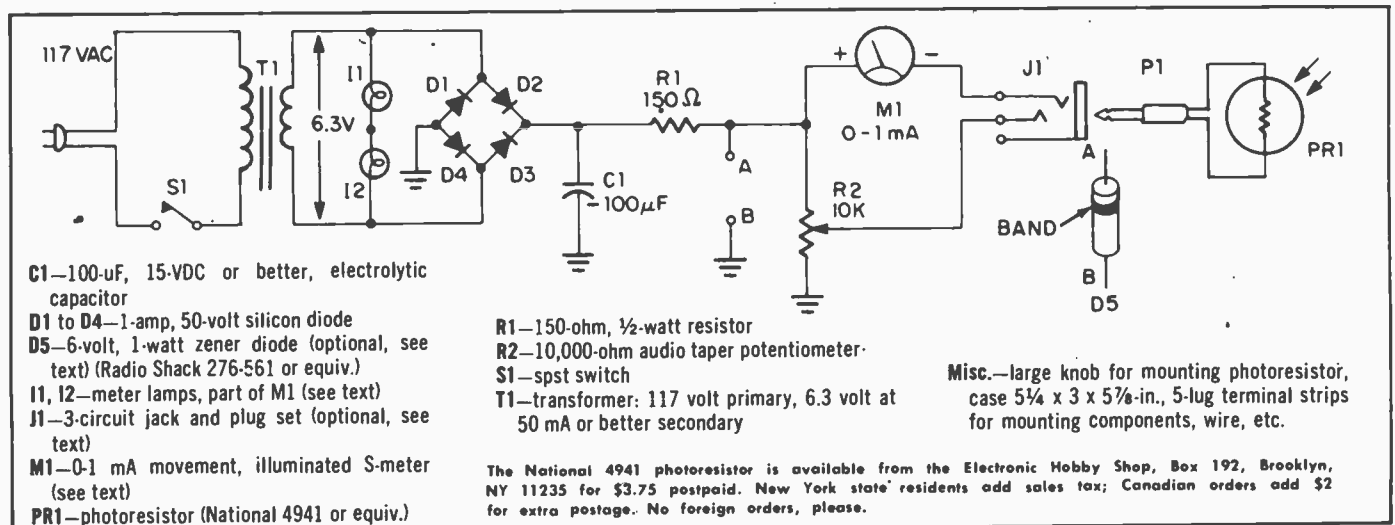 117 VAC
T1
S1
6.3V
I1
I2
D1
D2
D4
D3
C1
100µF
R1
150Ω
A
B
+
-
M1
0-1mA
R2
10K
J1
P1
PR1
A
BAND
B
D5
C1—100-uF, 15-VDC or better, electrolytic
capacitor
D1 to D4—1-amp, 50-volt silicon diode
D5—6-volt, 1-watt zener diode (optional, see
text) (Radio Shack 276-561 or equiv.)
I1, I2—meter lamps, part of M1 (see text)
J1—3-circuit jack and plug set (optional, see
text)
M1—0-1 mA movement, illuminated S-meter
(see text)
PR1—photoresistor (National 4941 or equiv.)
R1—150-ohm, ½-watt resistor
R2—10,000-ohm audio taper potentiometer
S1—spst switch
T1—transformer: 117 volt primary, 6.3 volt at
50 mA or better secondary
Misc.—large knob for mounting photoresistor,
case 5¼ x 3 x 5⅞-in., 5-lug terminal strips
for mounting components, wire, etc.
The National 4941 photoresistor is available from the Electronic Hobby Shop, Box 192, Brooklyn,
NY 11235 for $3.75 postpaid. New York state residents add sales tax; Canadian orders add $2
for extra postage. No foreign orders, please.